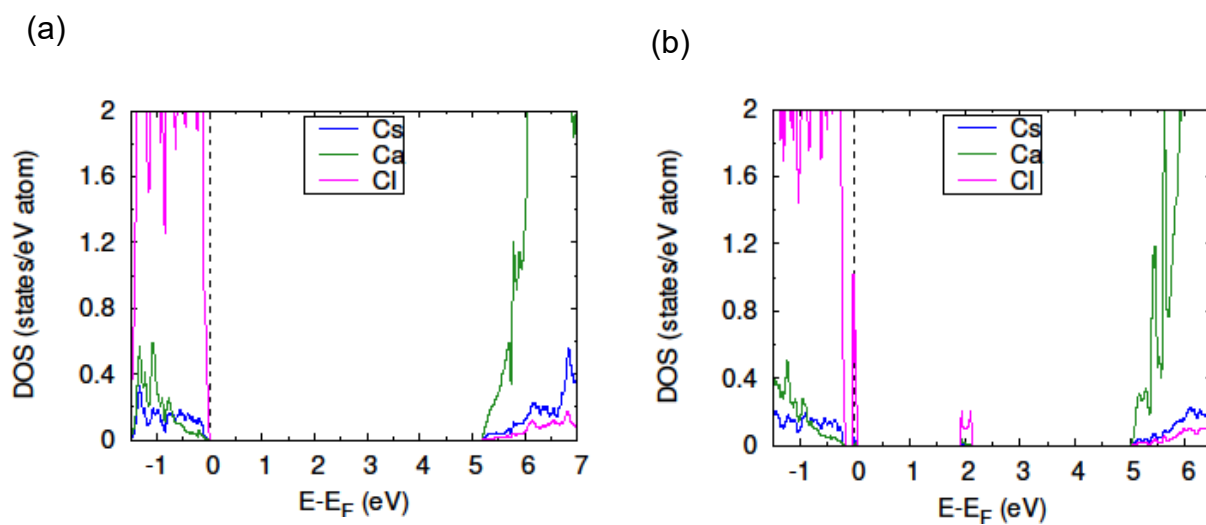 (a)
(b)
DOS (states/eV atom)
2
1.6
1.2
0.8
0.4
0
-1 0 1 2 3 4 5 6 7
E-E_F (eV)
Cs
Ca
Cl
DOS (states/eV atom)
2
1.6
1.2
0.8
0.4
0
-1 0 1 2 3 4 5 6
E-E_F (eV)
Cs
Ca
Cl